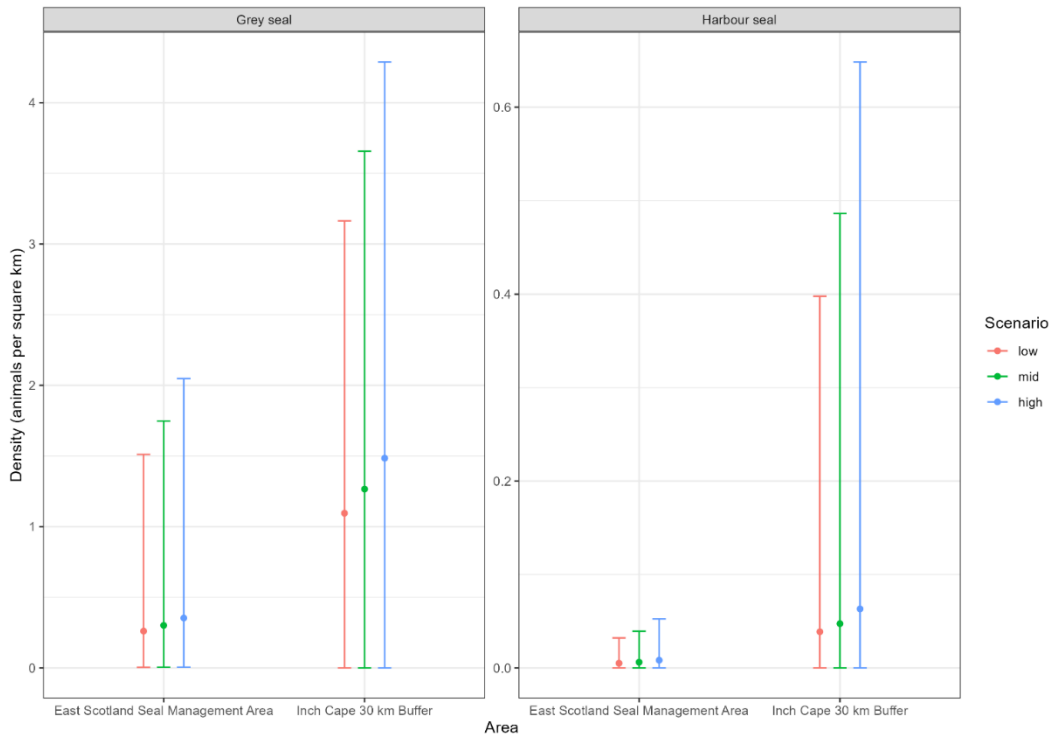 Grey seal
Harbour seal
Density (animals per square km)
4
3
2
1
0
0.6
0.4
0.2
0.0
East Scotland Seal Management Area
Inch Cape 30 km Buffer
East Scotland Seal Management Area
Inch Cape 30 km Buffer
Area
Scenario
low
mid
high